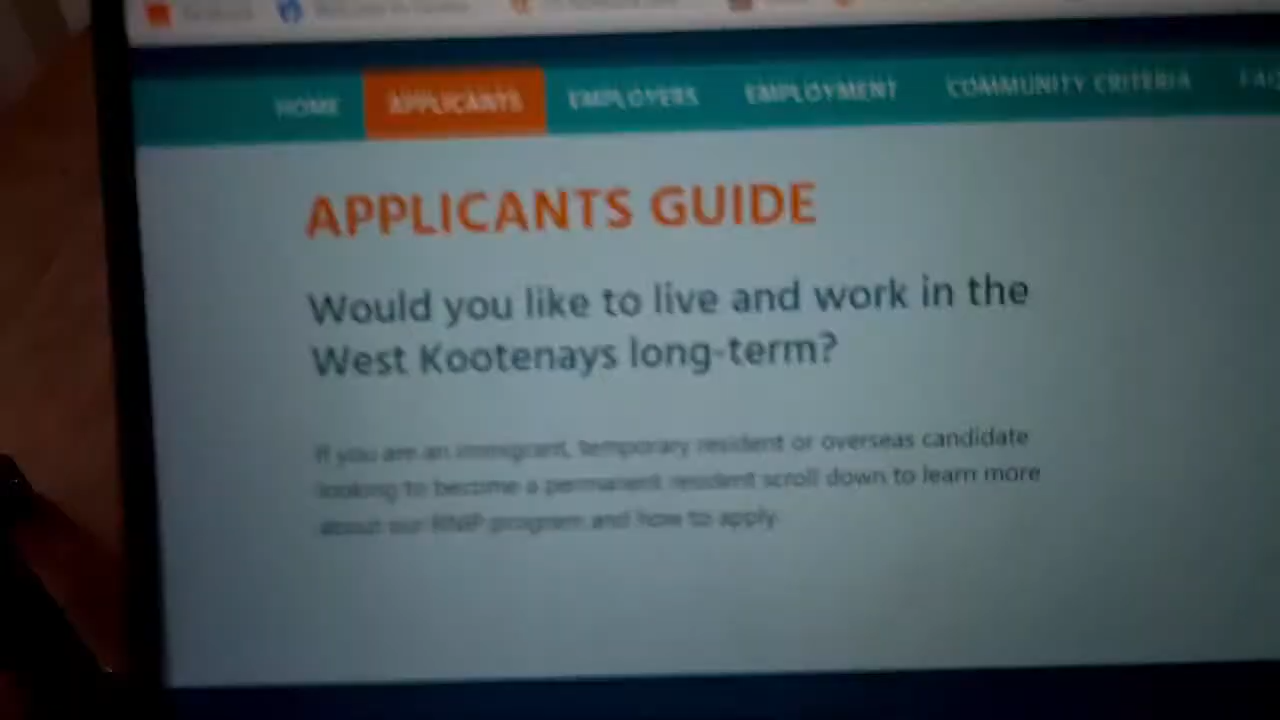 HOME APPLICANTS EMPLOYERS EMPLOYMENT COMMUNITY CRITERIA
APPLICANTS GUIDE
Would you like to live and work in the
West Kootenays long-term?
If you are an immigrant, temporary resident or overseas candidate
looking to become a permanent resident scroll down to learn more
about our RNIP program and how to apply.